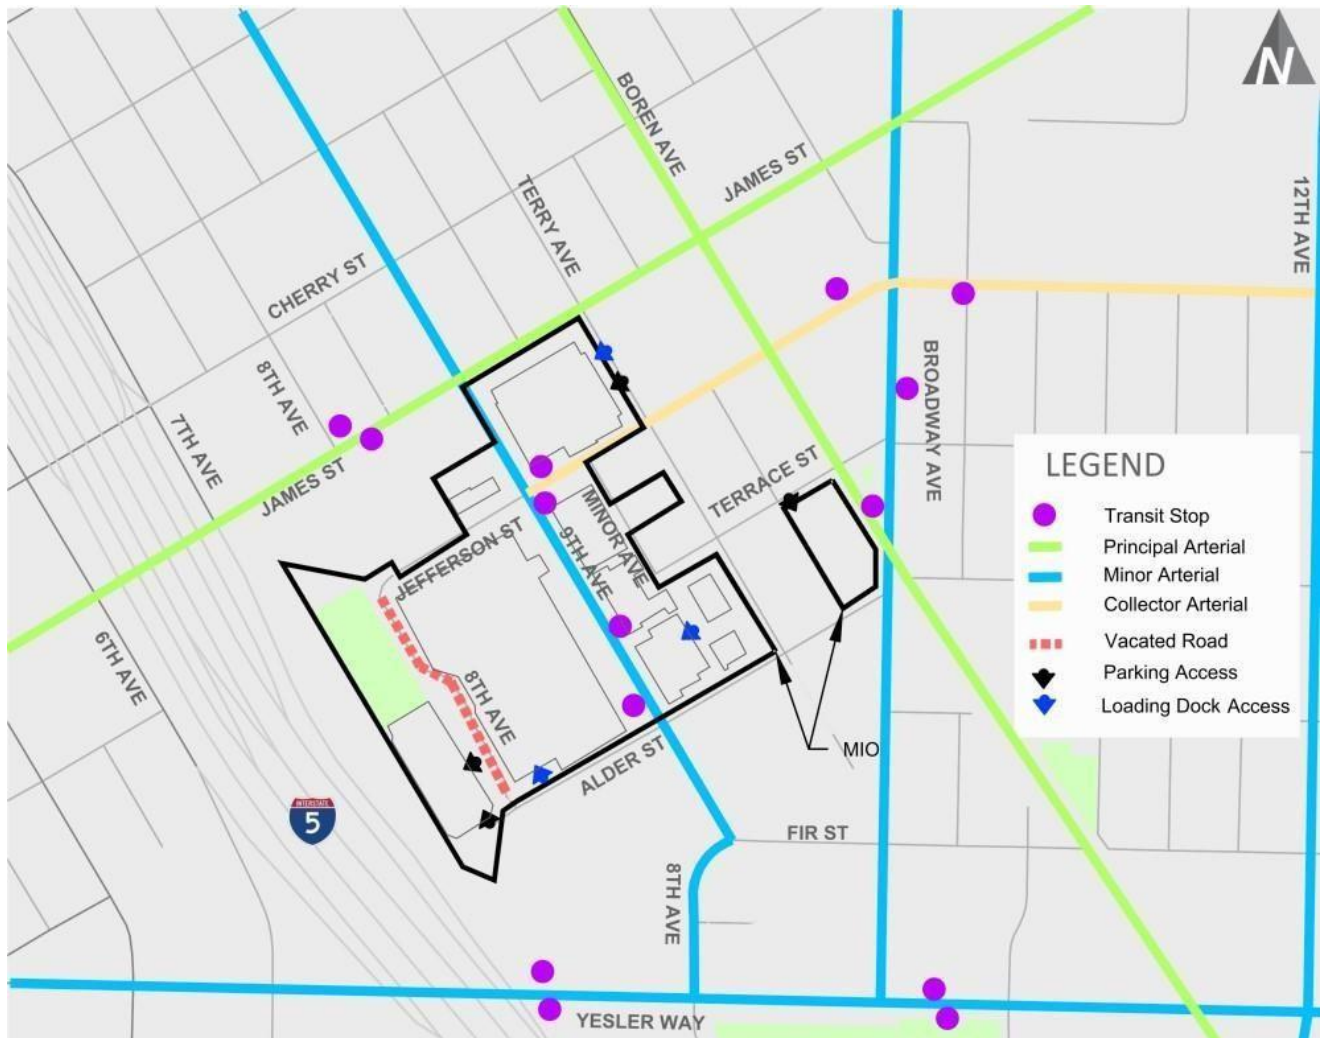 N
BOREN AVE
JAMES ST
12TH AVE
TERRY AVE
CHERRY ST
8TH AVE
BROADWAY AVE
7TH AVE
JAMES ST
TERRACE ST
MINOR AVE
9TH AVE
JEFFERSON ST
6TH AVE
8TH AVE
ALDER ST
MIO
INTERSTATE
5
FIR ST
8TH AVE
YESLER WAY
LEGEND
Transit Stop
Principal Arterial
Minor Arterial
Collector Arterial
Vacated Road
Parking Access
Loading Dock Access